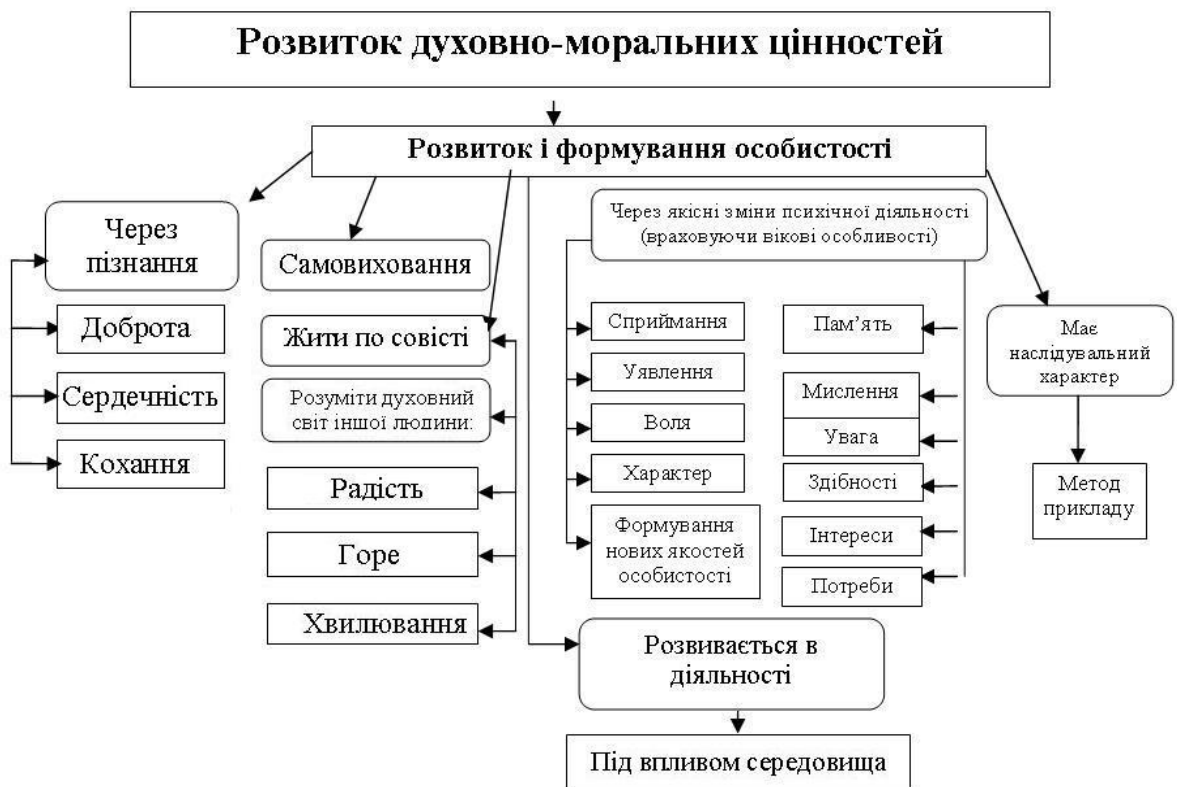 Розвиток духовно-моральних цінностей
Розвиток і формування особистості
Через
пізнання
Доброта
Сердечність
Кохання
Самовиховання
Жити по совісті
Розуміти духовний
світ іншої людини:
Радість
Горе
Хвилювання
Через якісні зміни психічної діяльності
(враховуючи вікові особливості)
Сприймання
Уявлення
Воля
Характер
Формування
нових якостей
особистості
Пам’ять
Мислення
Увага
Здібності
Інтереси
Потреби
Має
наслідувальний
характер
Метод
прикладу
Розвивається в
діяльності
Під впливом середовища